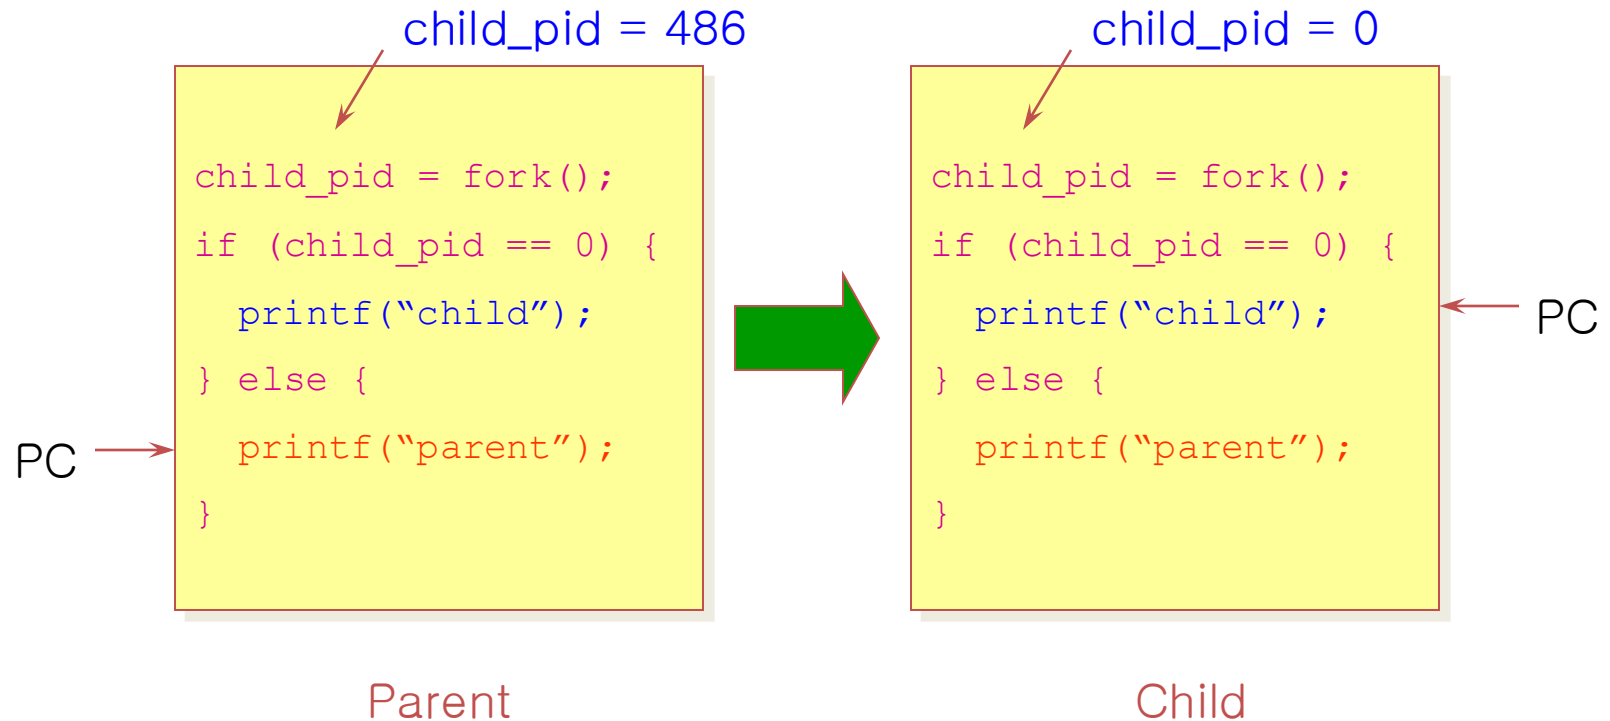 child_pid = 486
child_pid = fork();
if (child_pid == 0) {
printf(“child”);
} else {
PC
printf(“parent”);
}
Parent
child_pid = 0
child_pid = fork();
if (child_pid == 0) {
printf(“child”);
PC
} else {
printf(“parent”);
}
Child